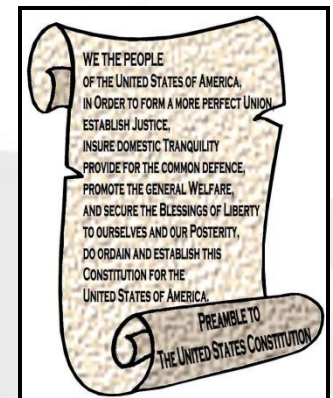 WE THE PEOPLE
OF THE UNITED STATES OF AMERICA,
IN ORDER TO FORM A MORE PERFECT UNION,
ESTABLISH JUSTICE,
INSURE DOMESTIC TRANQUILITY
PROVIDE FOR THE COMMON DEFENCE,
PROMOTE THE GENERAL WELFARE,
AND SECURE THE BLESSINGS OF LIBERTY
TO OURSELVES AND OUR POSTERITY,
DO ORDAIN AND ESTABLISH THIS
CONSTITUTION FOR THE
UNITED STATES OF AMERICA.
PREAMBLE TO
THE UNITED STATES CONSTITUTION